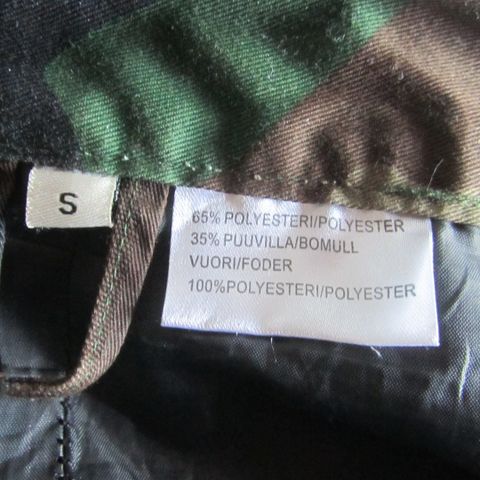 S
65% POLYESTERI/POLYESTER
35% PUUVILLA/BOMULL
VUORI/FODER
100%POLYESTERI/POLYESTER